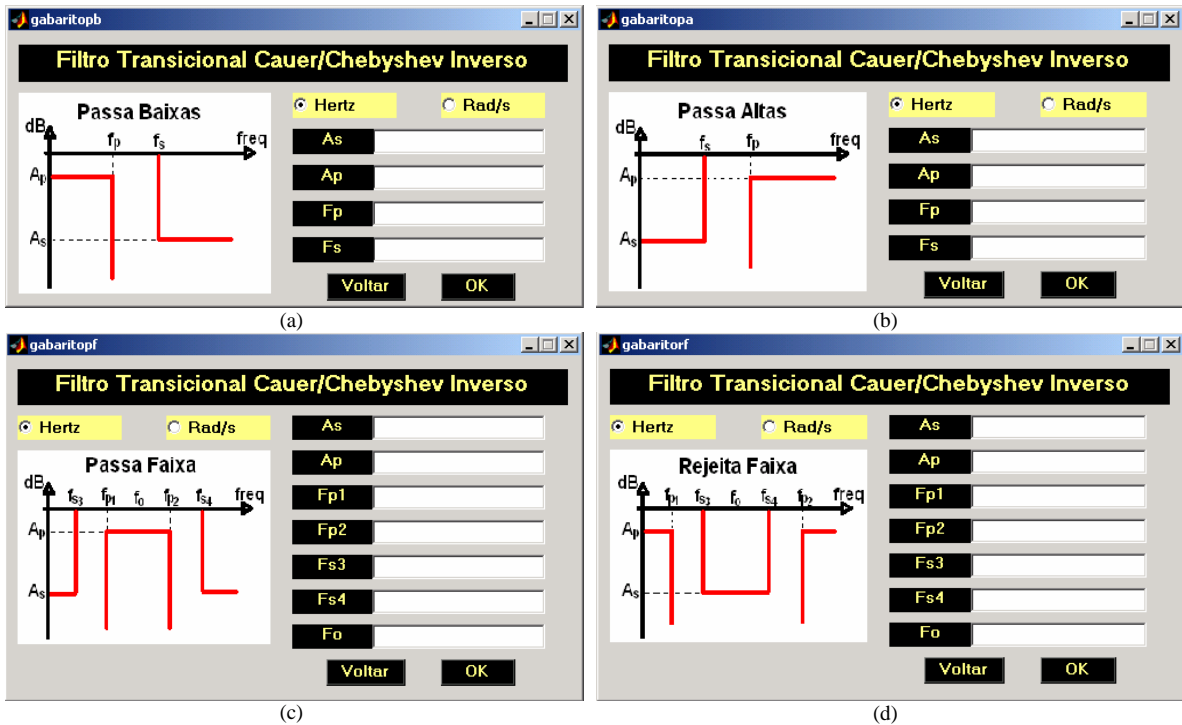 gabaritopb
Filtro Transicional Cauer/Chebyshev Inverso
Passa Baixas
dB
fp
fs
freq
Ap
As
Hertz
Rad/s
As
Ap
Fp
Fs
Voltar
OK
(a)
gabaritopa
Filtro Transicional Cauer/Chebyshev Inverso
Passa Altas
dB
fs
fp
freq
Ap
As
Hertz
Rad/s
As
Ap
Fp
Fs
Voltar
OK
(b)
gabaritopf
Filtro Transicional Cauer/Chebyshev Inverso
Hertz
Rad/s
Passa Faixa
dB
fs3
fp1
f0
fp2
fs4
freq
Ap
As
As
Ap
Fp1
Fp2
Fs3
Fs4
Fo
Voltar
OK
(c)
gabaritorf
Filtro Transicional Cauer/Chebyshev Inverso
Hertz
Rad/s
Rejeita Faixa
dB
fp1
fs3
f0
fs4
fp2
freq
Ap
As
As
Ap
Fp1
Fp2
Fs3
Fs4
Fo
Voltar
OK
(d)